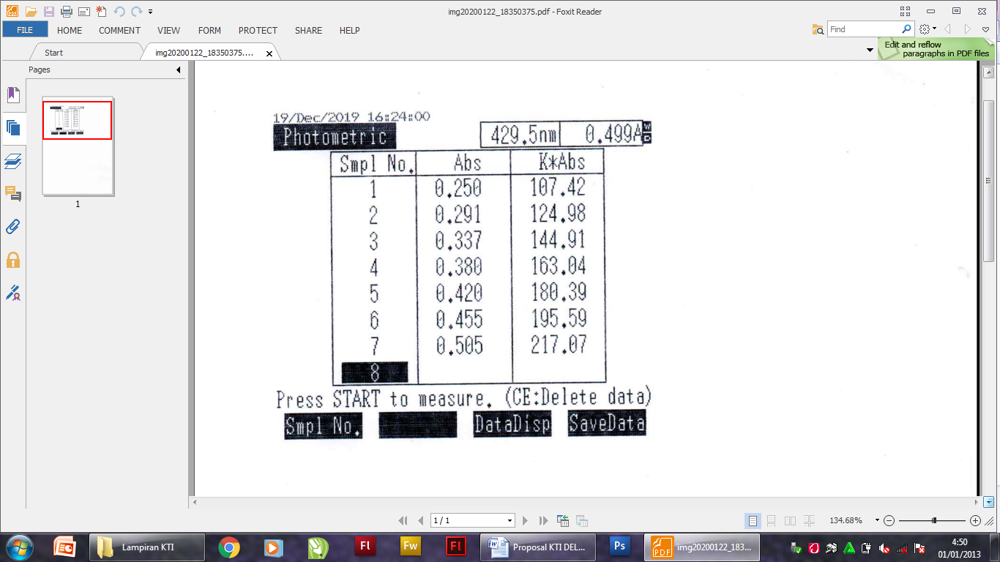 img20200122_18350375.pdf - Foxit Reader
FILE HOME COMMENT VIEW FORM PROTECT SHARE HELP
Find
Start
img20200122_18350375....
Edit and reflow
paragraphs in PDF files
Pages
1
19/Dec/2019 16:24:00
Photometric
429.5nm 0.499A
W
D
Smpl No. Abs K*Abs
1 0.250 107.42
2 0.291 124.98
3 0.337 144.91
4 0.380 163.04
5 0.420 180.39
6 0.455 195.59
7 0.505 217.07
8
Press START to measure. (CE:Delete data)
Smpl No. DataDisp SaveData
1 / 1
134.68%
Lampiran KTI
Fl
Fw
Fl
Proposal KTI DEL...
Ps
PDF
img20200122_183...
4:50
01/01/2013